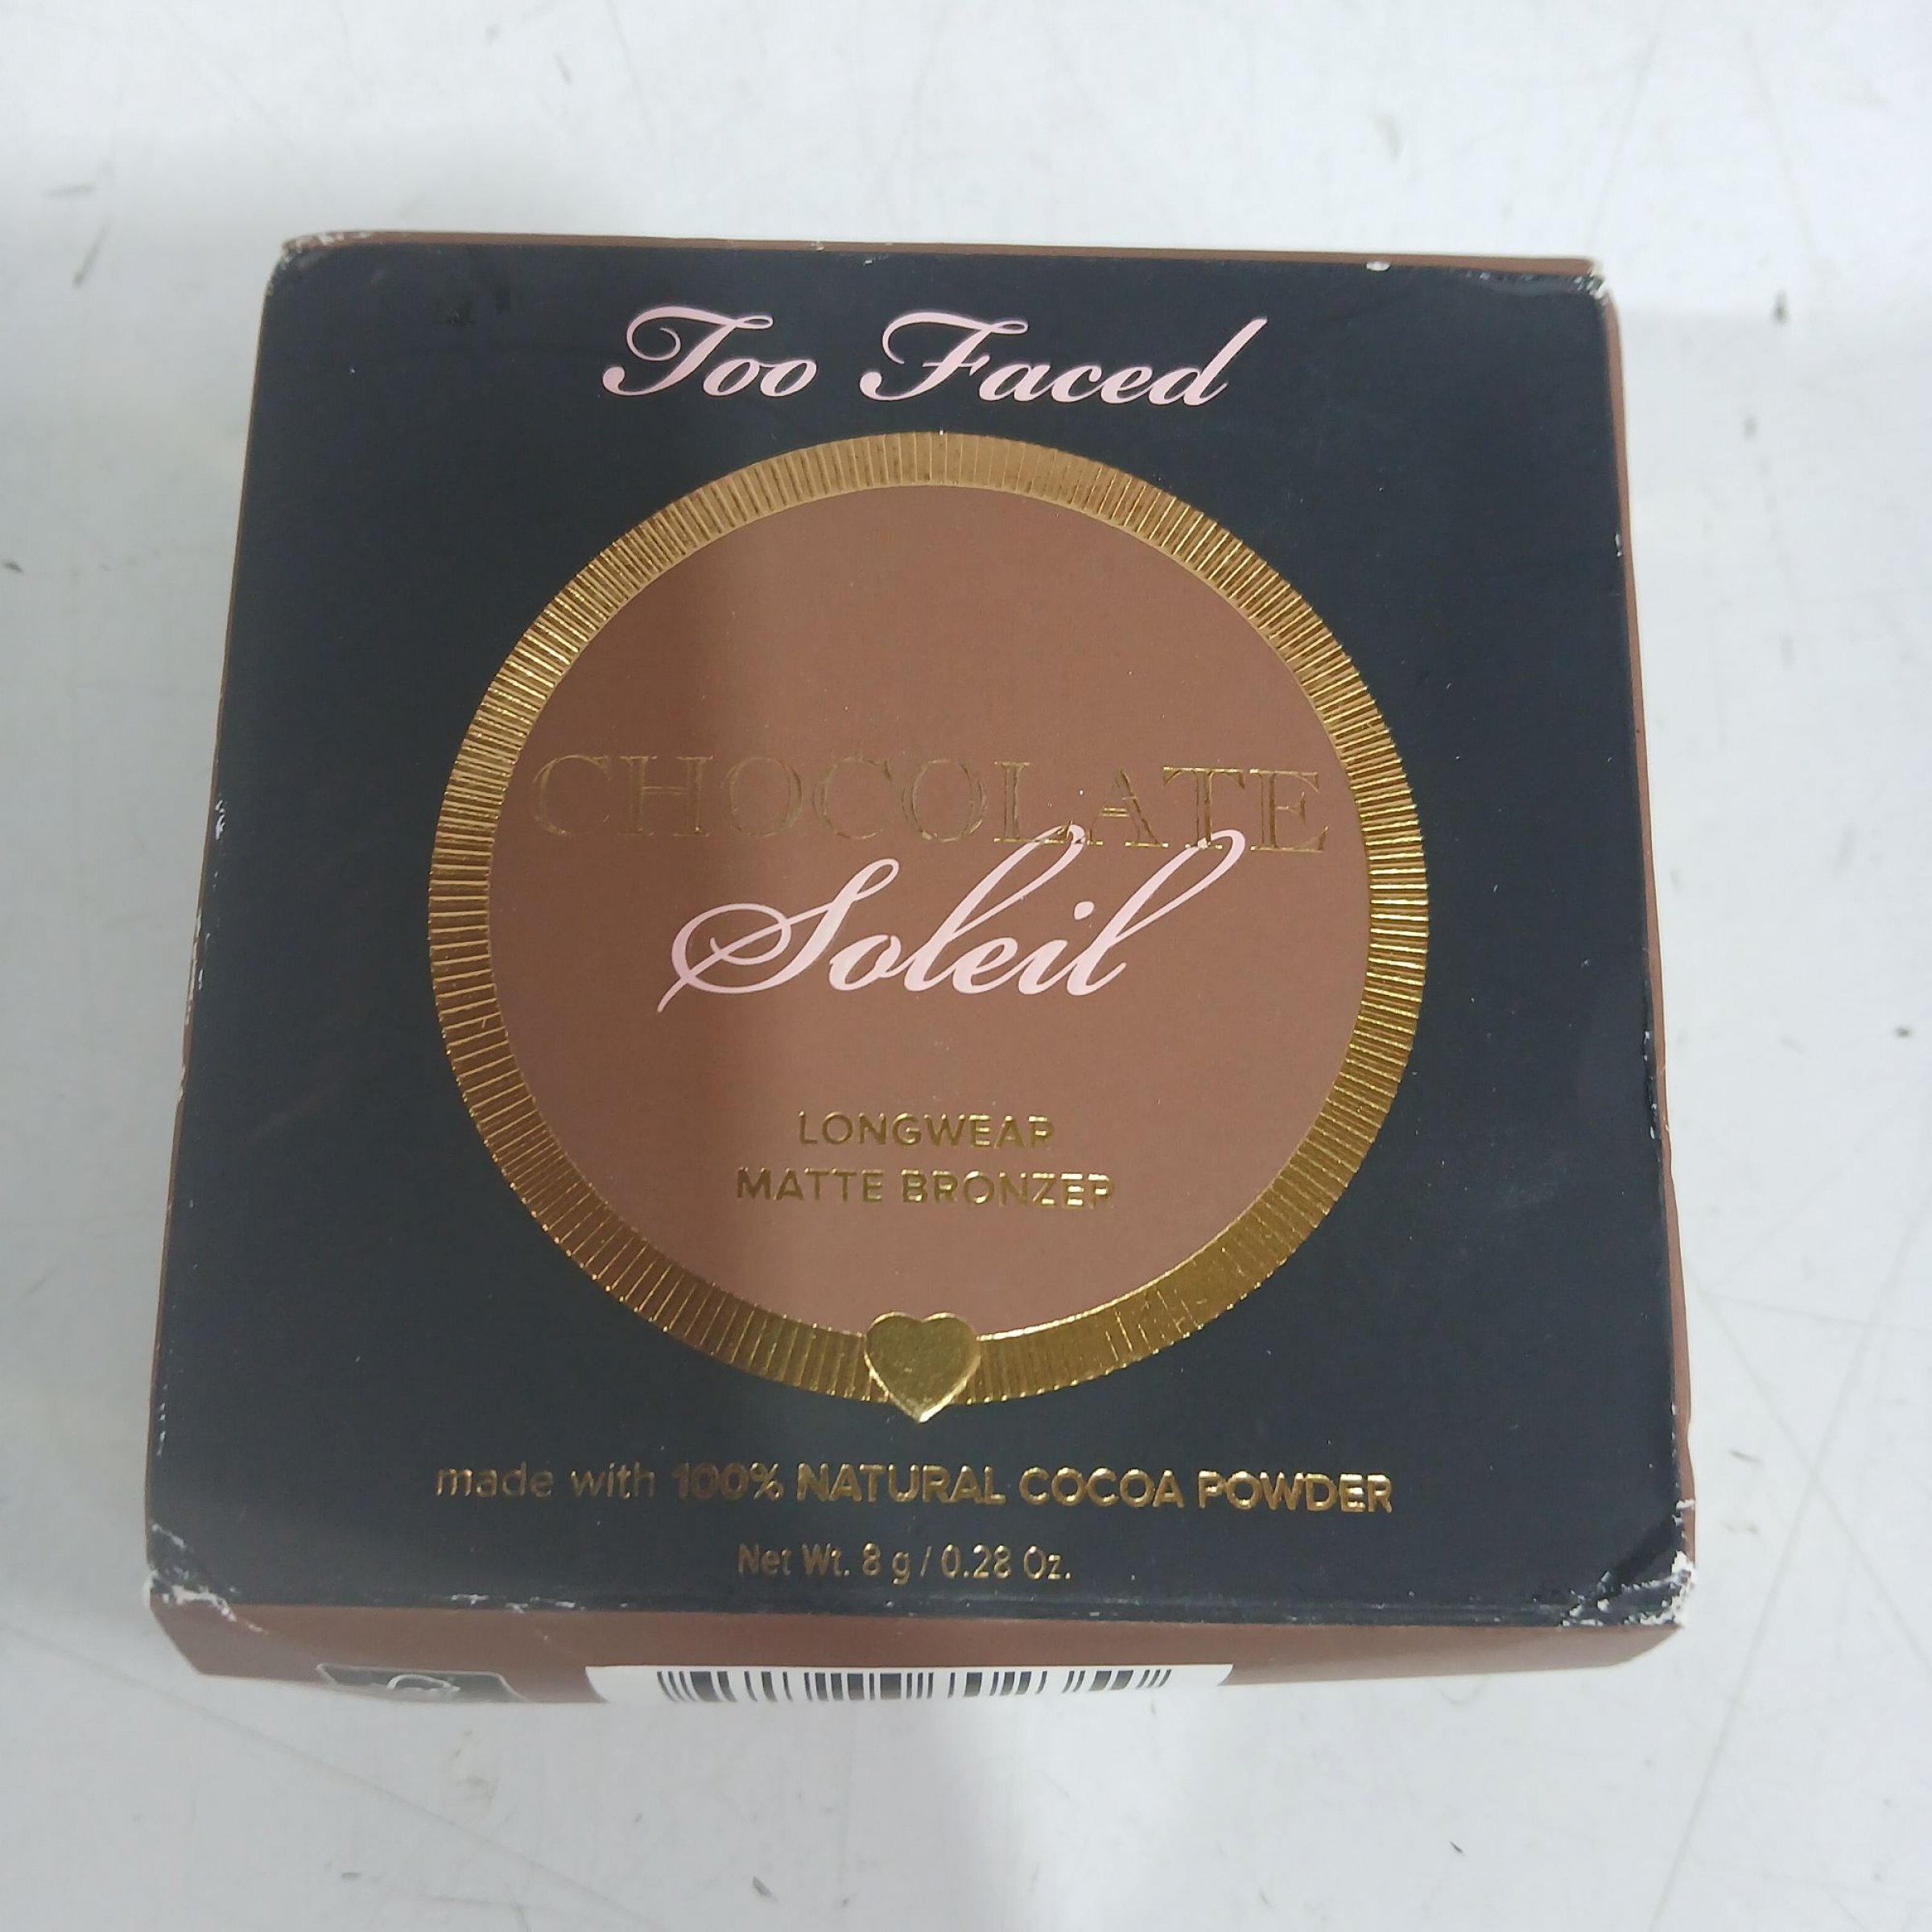 Too Faced
CHOCOLATE
Soleil
LONGWEAR
MATTE BRONZER
made with 100% NATURAL COCOA POWDER
Net Wt. 8 g / 0.28 Oz.